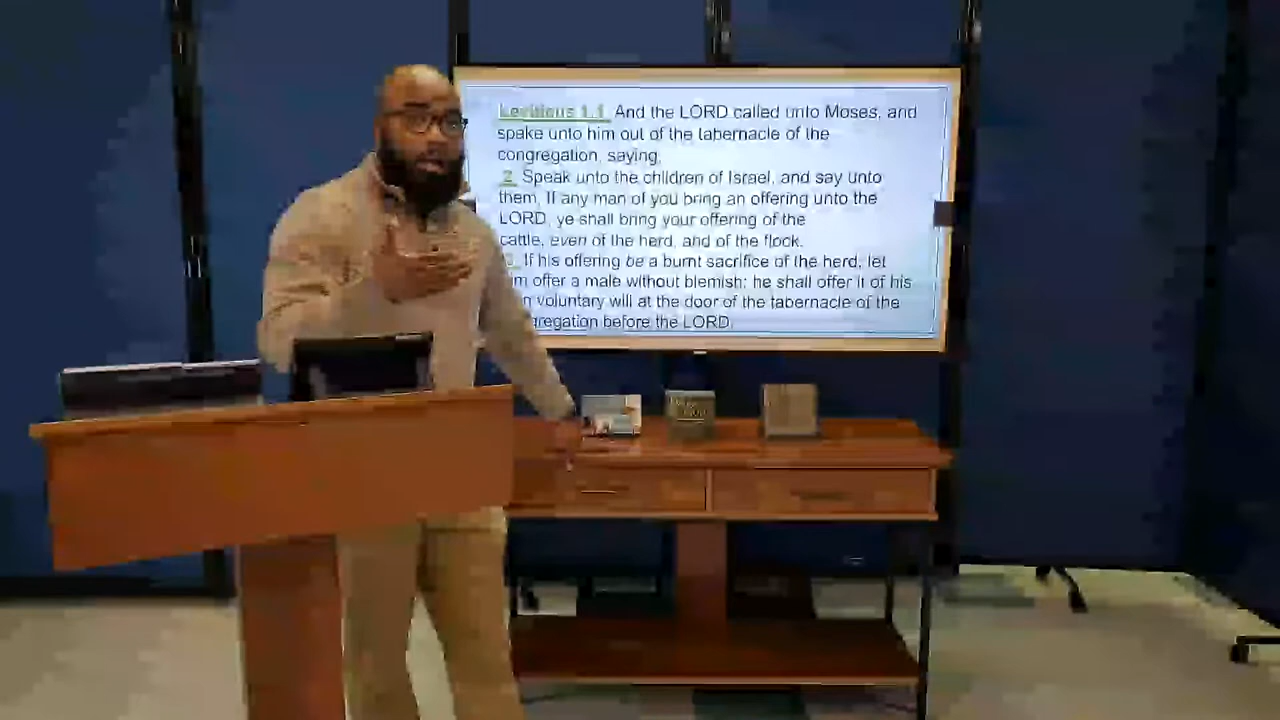 Leviticus 1.1 And the LORD called unto Moses, and
spake unto him out of the tabernacle of the
congregation, saying,
2 Speak unto the children of Israel, and say unto
them, If any man of you bring an offering unto the
LORD, ye shall bring your offering of the
cattle, even of the herd, and of the flock.
If his offering be a burnt sacrifice of the herd, let
offer a male without blemish: he shall offer it of his
voluntary will at the door of the tabernacle of the
before the LORD.